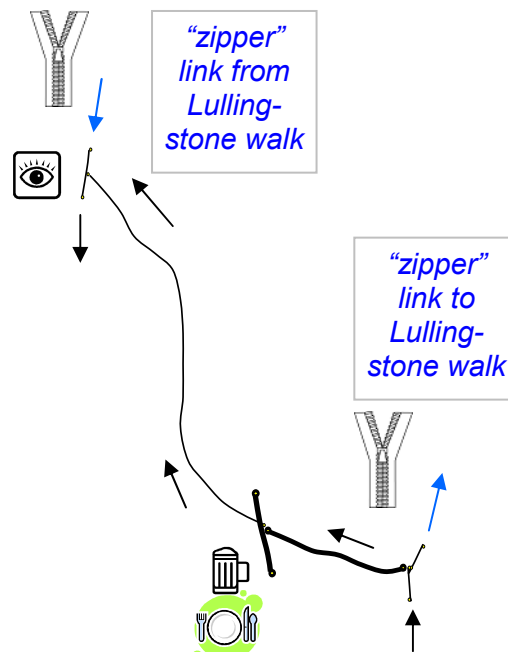 “zipper”
link from
Lulling-
stone walk
“zipper”
link to
Lulling-
stone walk